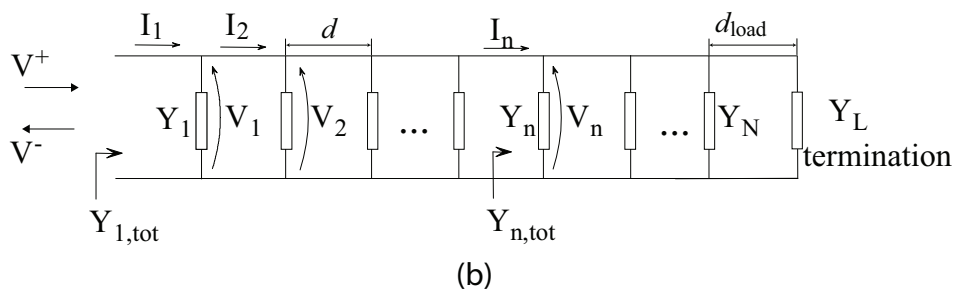 I1 I2 d In dload
V+
V-
Y1 V1 V2 ... Yn Vn ... YN YL
termination
Y1,tot Yn,tot
(b)